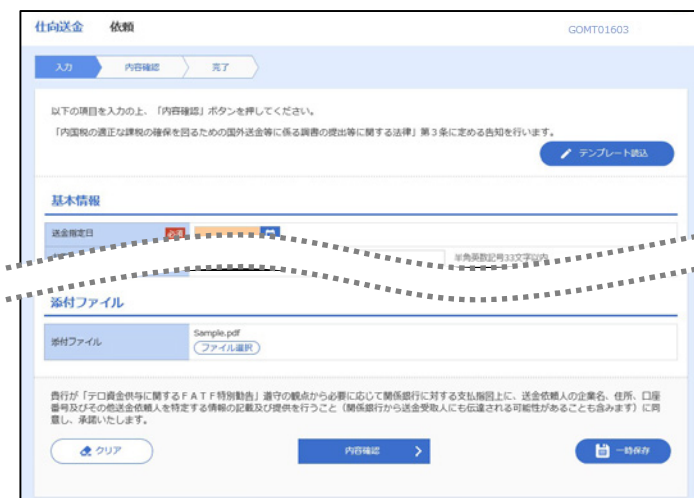 仕向送金 依頼 GOMT01603
入力 内容確認 完了
以下の項目を入力の上、「内容確認」ボタンを押してください。
「内国税の適正な課税の確保を図るための国外送金等に係る調書の提出等に関する法律」第3条に定める告知を行います。
テンプレート読込
基本情報
送金指定日 必須
半角英数記号33文字以内
添付ファイル
添付ファイル
Sample.pdf
ファイル選択
貴行が「テロ資金供与に関するFATF特別勧告」遵守の観点から必要に応じて関係銀行に対する支払指図上に、送金依頼人の企業名、住所、口座
番号及びその他送金依頼人を特定する情報の記載及び提供を行うこと（関係銀行から送金受取人にも伝達される可能性があることも含みます）に同
意し、承諾いたします。
クリア 内容確認 一時保存